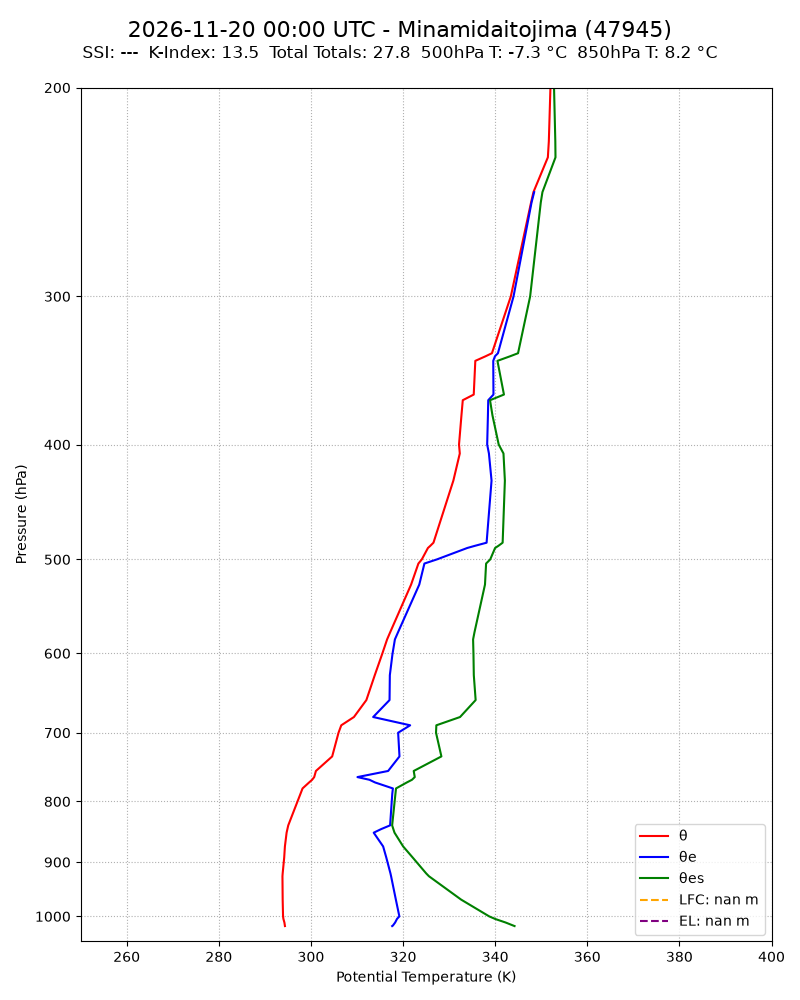 2026-11-20 00:00 UTC - Minamidaitojima (47945)
SSI: ---  K-Index: 13.5  Total Totals: 27.8  500hPa T: -7.3 °C  850hPa T: 8.2 °C
200
300
400
500
600
700
800
900
1000
Pressure (hPa)
θ
θe
θes
LFC: nan m
EL: nan m
260
280
300
320
340
360
380
400
Potential Temperature (K)